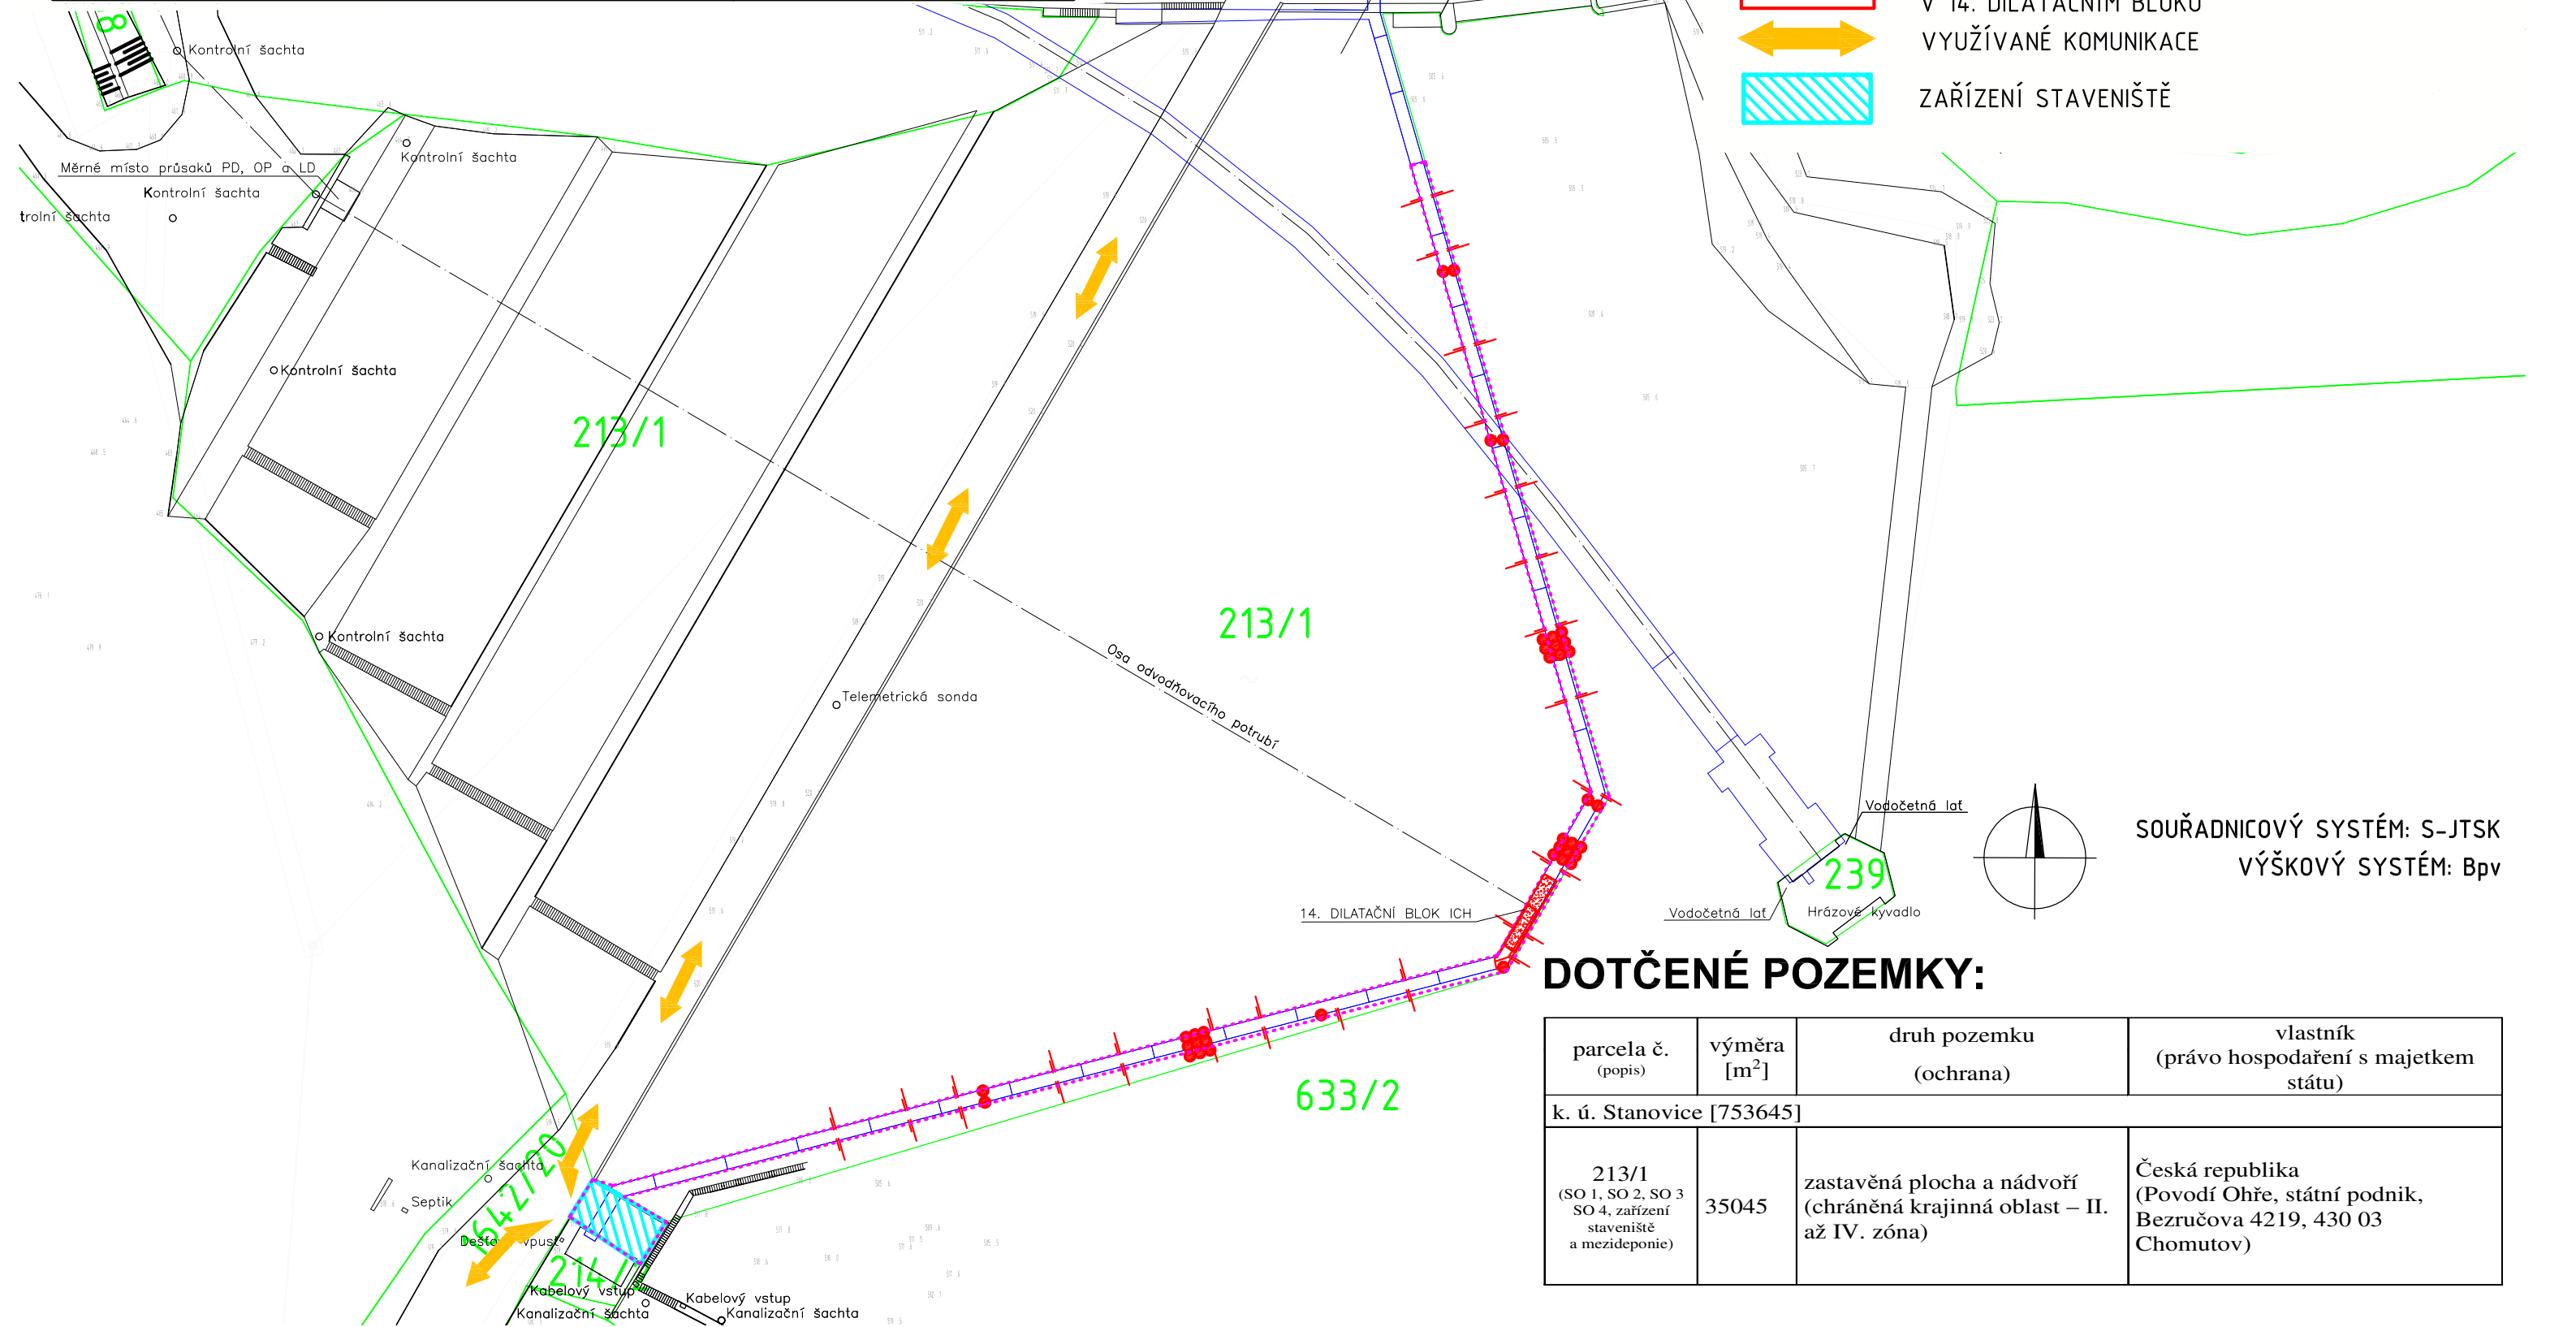 V 14. DILATAČNÍM BLOKU
VYUŽÍVANÉ KOMUNIKACE
ZAŘÍZENÍ STAVENIŠTĚ
8
Kontrolní šachta
Kontrolní šachta
Měrné místo průsaků PD, OP a LD
Kontrolní šachta
trolní šachta
Kontrolní šachta
213/1
Kontrolní šachta
213/1
Osa odvodňovacího potrubí
Telemetrická sonda
Vodočetná lať
SOUŘADNICOVÝ SYSTÉM: S-JTSK
VÝŠKOVÝ SYSTÉM: Bpv
239
14. DILATAČNÍ BLOK ICH
Vodočetná lať
Hrázové kyvadlo
633/2
Kanalizační šachta
1642/20
Septik
Dešťová vpusť
214/
Kabelový vstup
Kabelový vstup
Kanalizační šachta
Kanalizační šachta
DOTČENÉ POZEMKY:
parcela č.
(popis)
výměra
[m²]
druh pozemku
(ochrana)
vlastník
(právo hospodaření s majetkem
státu)
k. ú. Stanovice [753645]
213/1
(SO 1, SO 2, SO 3
SO 4, zařízení
staveniště
a mezideponie)
35045
zastavěná plocha a nádvoří
(chráněná krajinná oblast – II.
až IV. zóna)
Česká republika
(Povodí Ohře, státní podnik,
Bezručova 4219, 430 03
Chomutov)